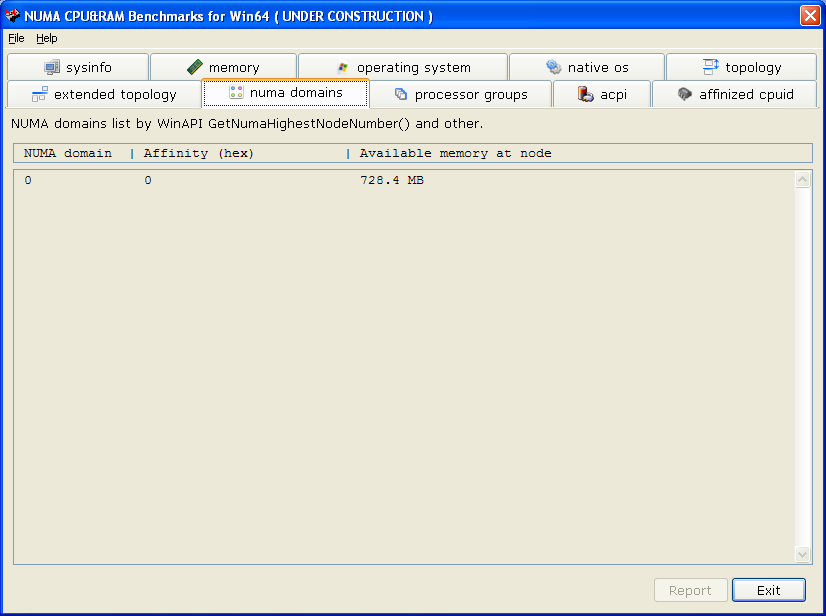 NUMA CPU&RAM Benchmarks for Win64 ( UNDER CONSTRUCTION )
File Help
sysinfo memory operating system native os topology
extended topology numa domains processor groups acpi affinized cpuid
NUMA domains list by WinAPI GetNumaHighestNodeNumber() and other.
NUMA domain | Affinity (hex) | Available memory at node
0 0 728.4 MB
Report Exit